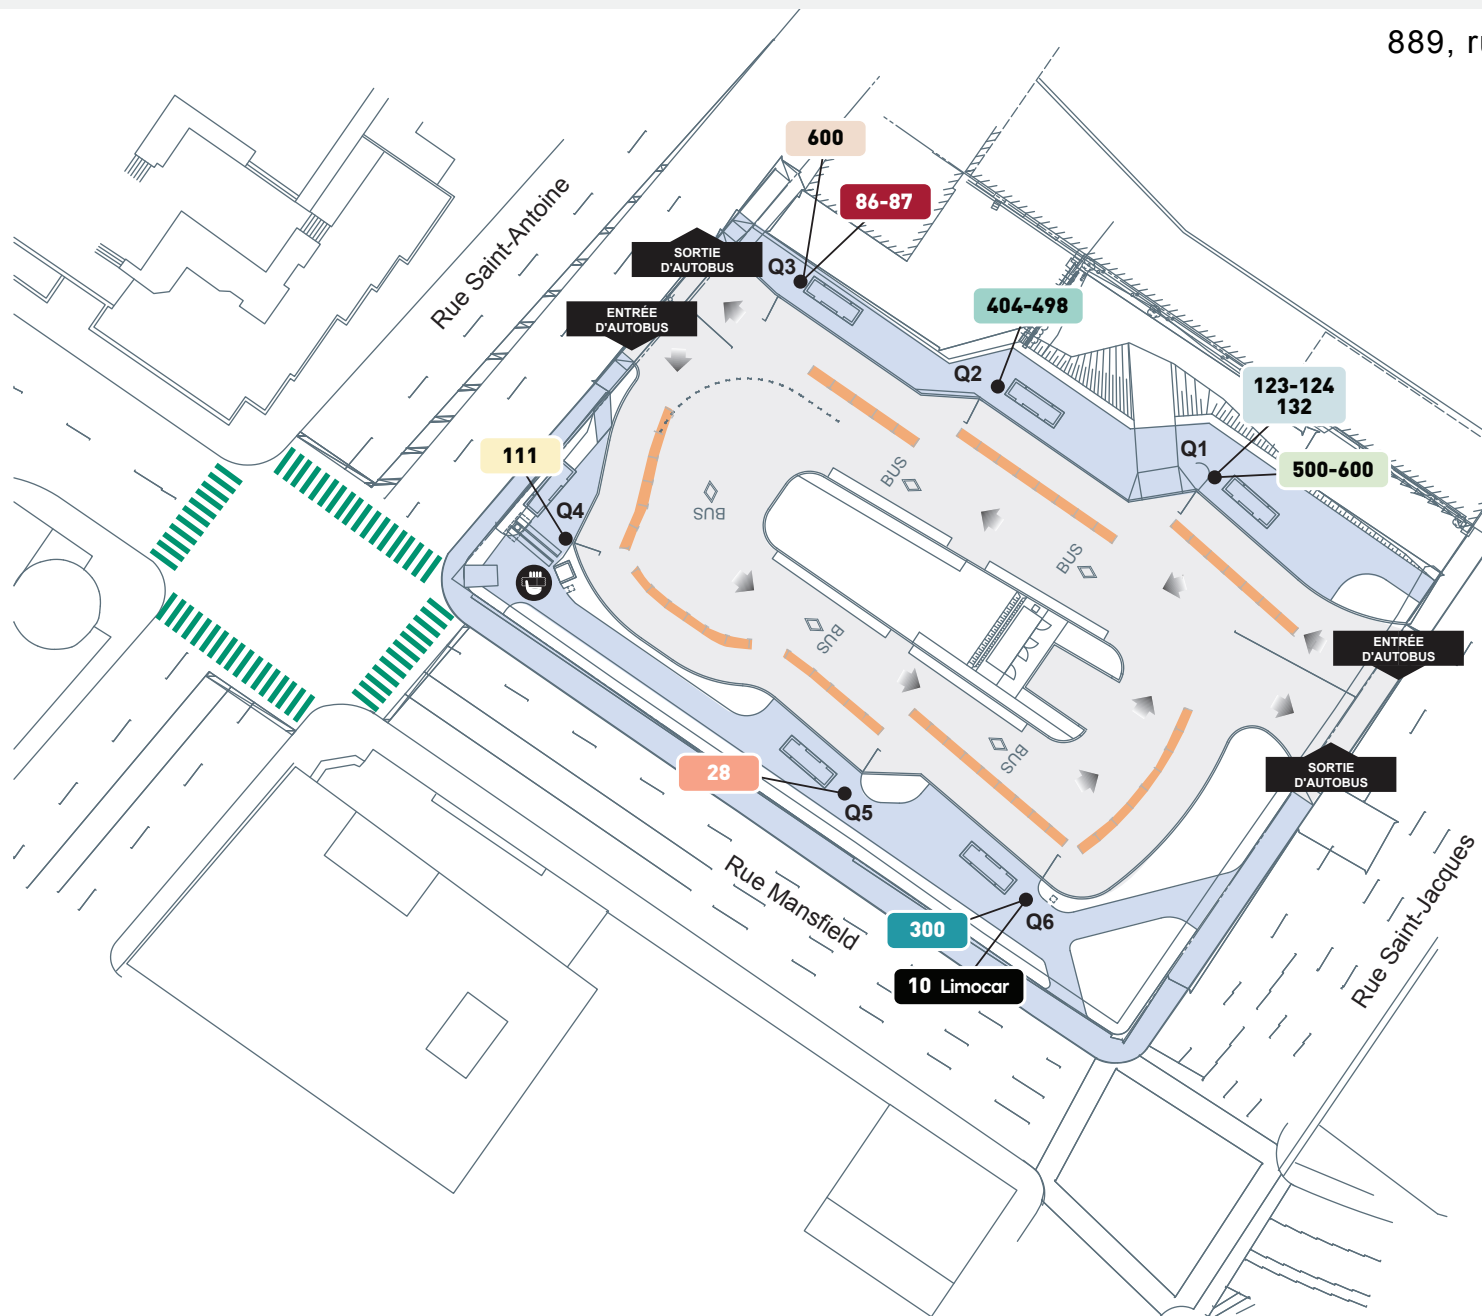 889, ru
600
86-87
Rue Saint-Antoine
SORTIE
D'AUTOBUS
Q3
404-498
ENTRÉE
D'AUTOBUS
Q2
123-124
132
Q1
500-600
111
BUS
BUS
Q4
BUS
BUS
ENTRÉE
D'AUTOBUS
BUS
SORTIE
D'AUTOBUS
28
Q5
Rue Mansfield
Rue Saint-Jacques
300
Q6
10 Limocar